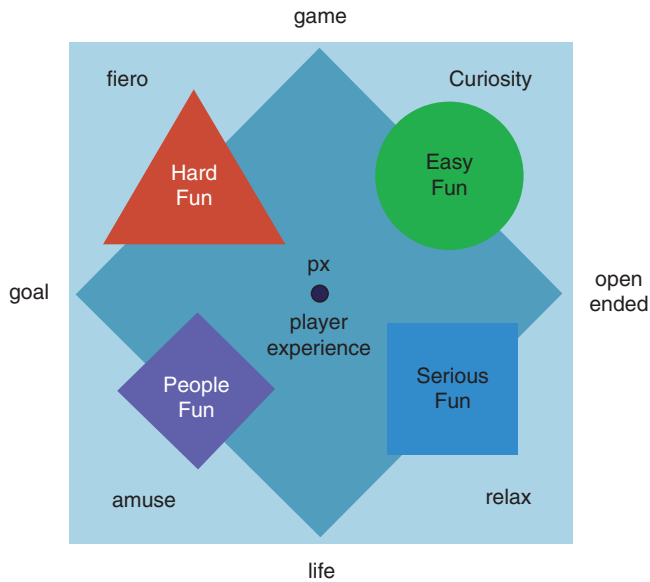 game
fiero
Curiosity
Hard
Fun
Easy
Fun
px
goal
open
ended
player
experience
People
Fun
Serious
Fun
amuse
relax
life